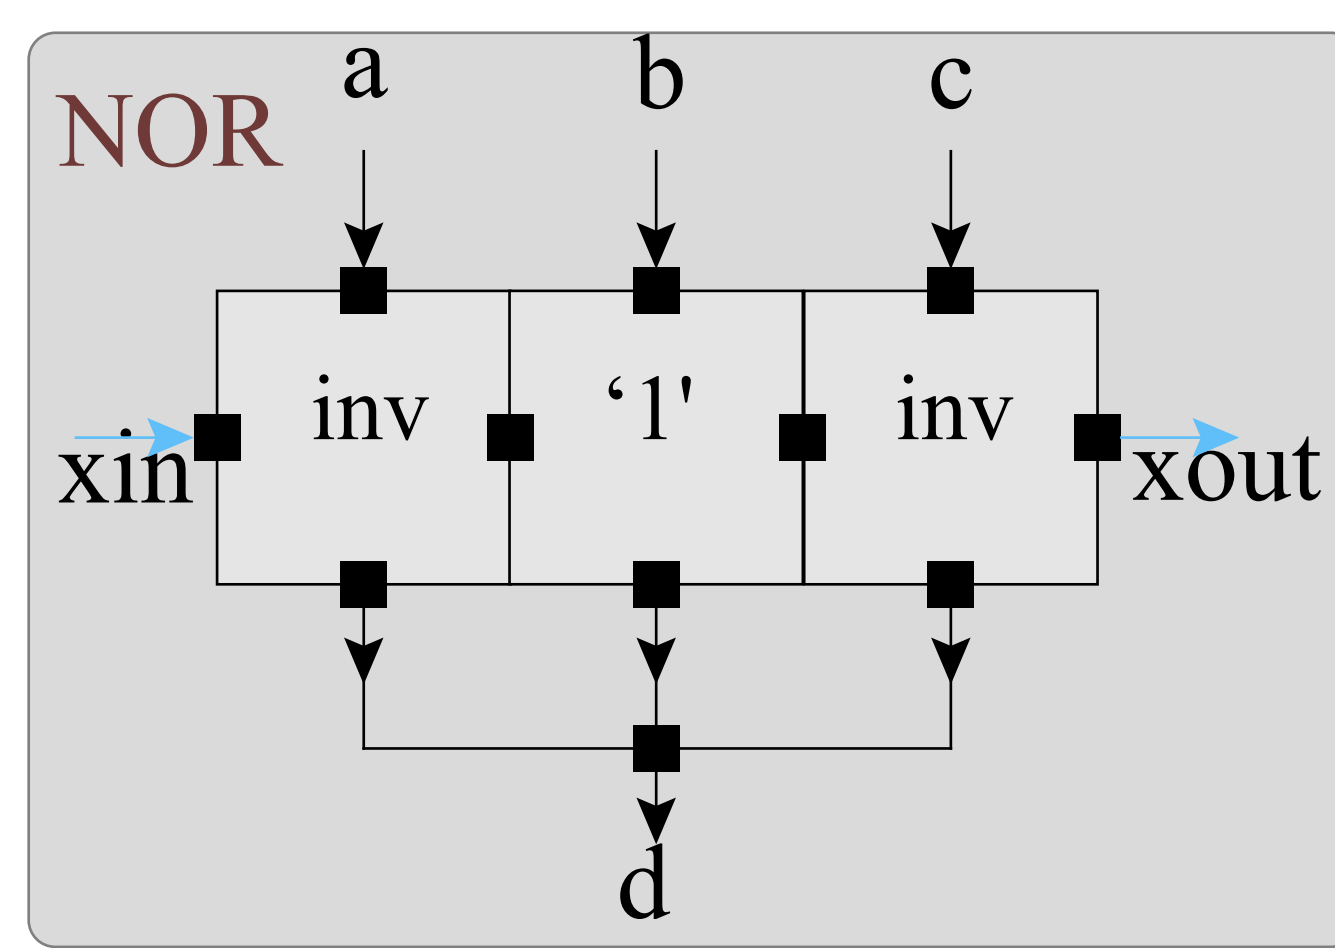 a b c
NOR
inv ‘1' inv
xin xout
d